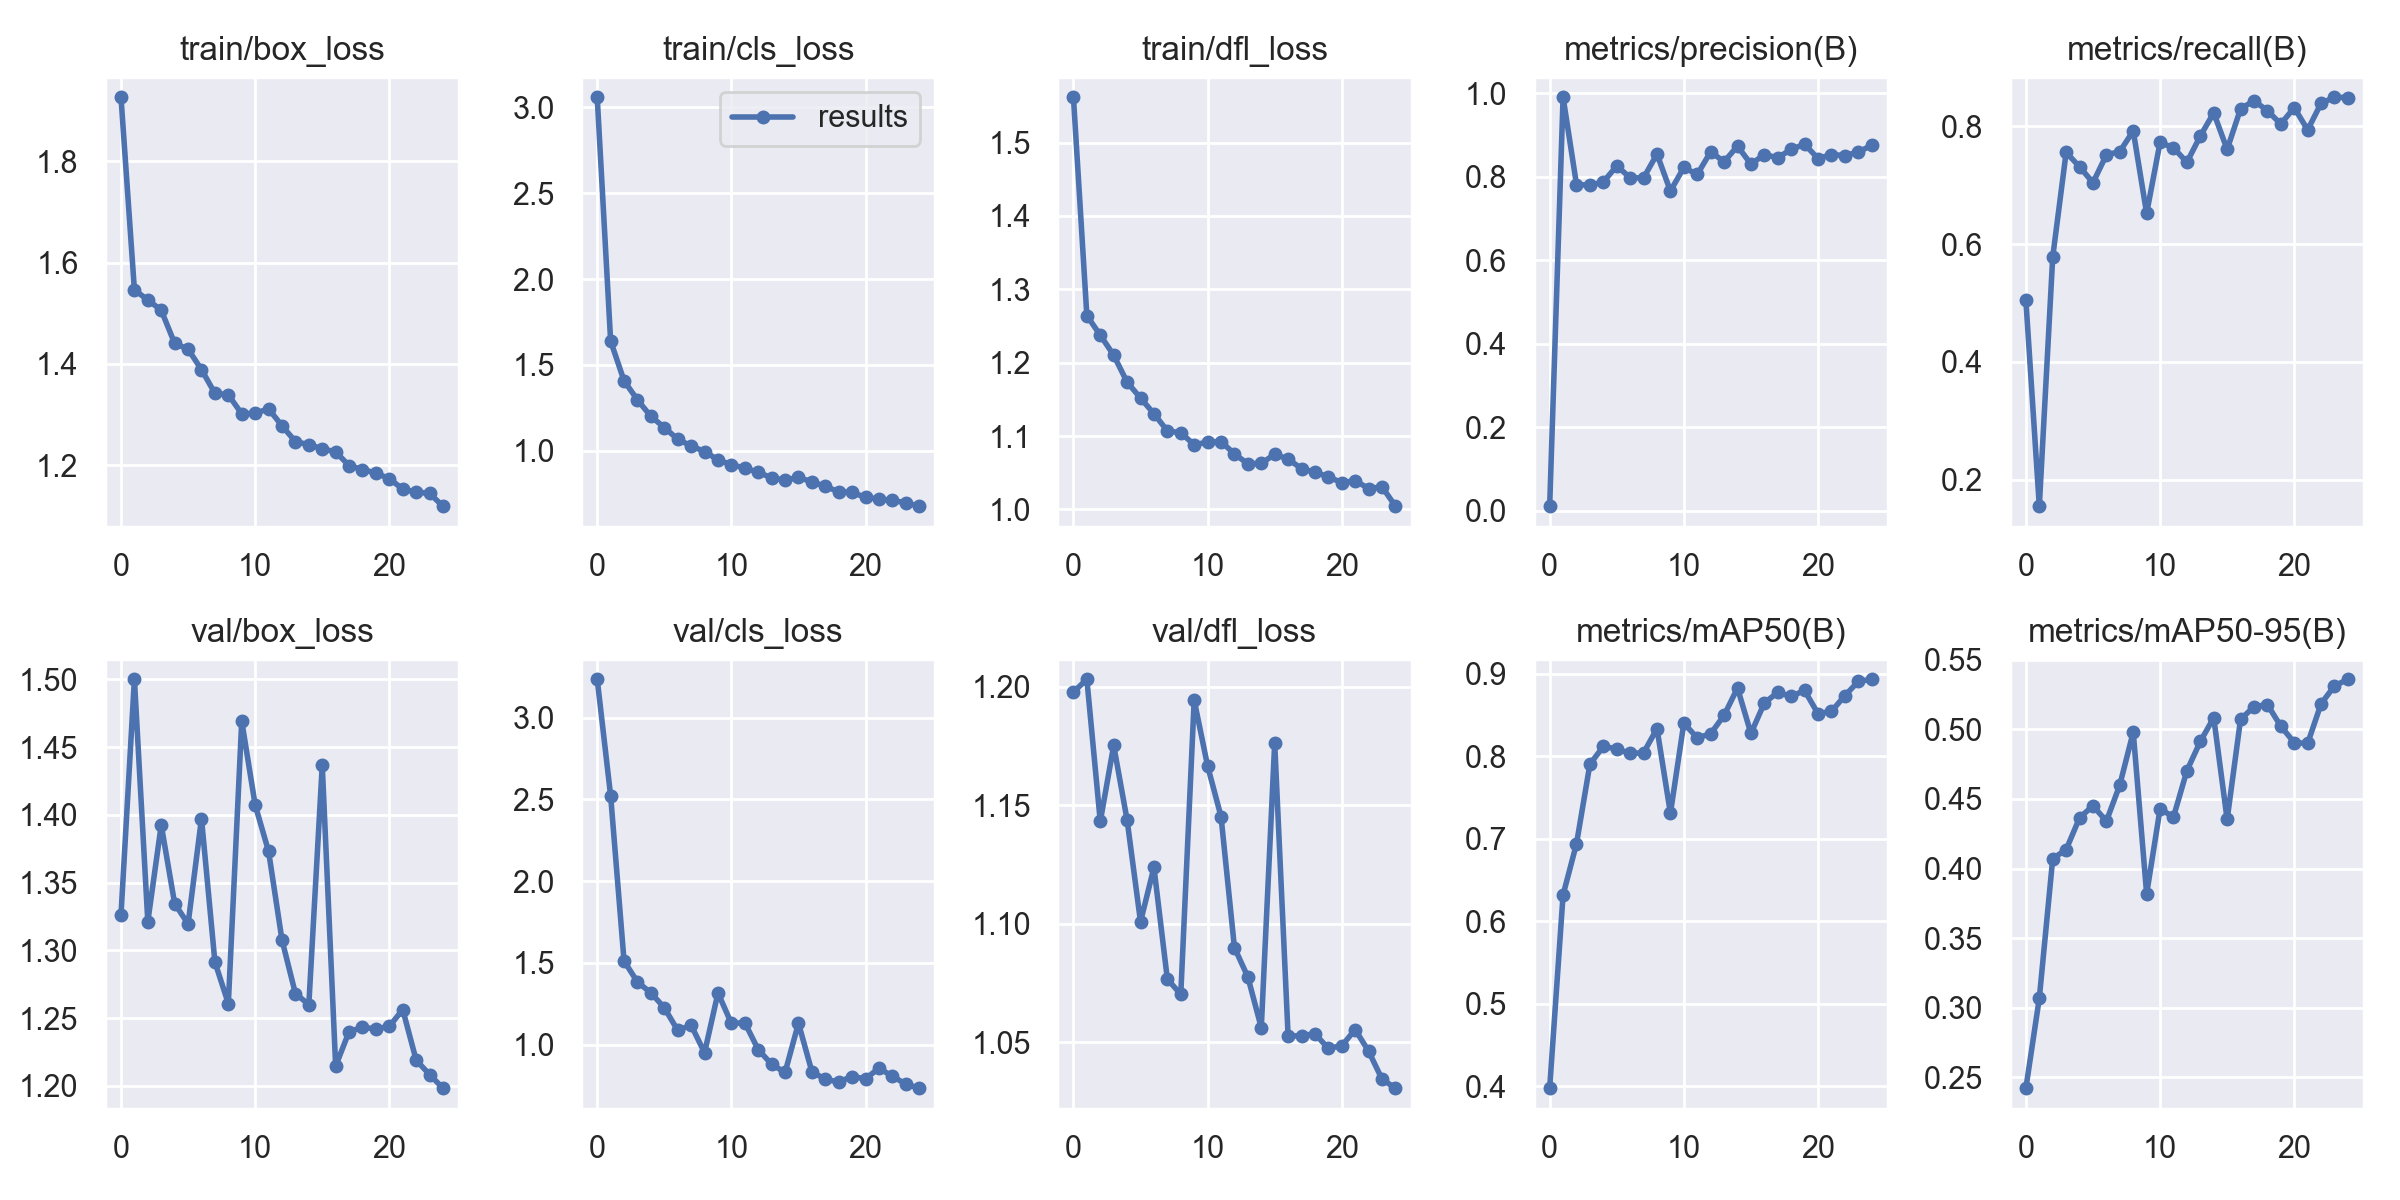 train/box_loss
1.8
1.6
1.4
1.2
0 10 20
train/cls_loss
results
3.0
2.5
2.0
1.5
1.0
0 10 20
train/dfl_loss
1.5
1.4
1.3
1.2
1.1
1.0
0 10 20
metrics/precision(B)
1.0
0.8
0.6
0.4
0.2
0.0
0 10 20
metrics/recall(B)
0.8
0.6
0.4
0.2
0 10 20
val/box_loss
1.50
1.45
1.40
1.35
1.30
1.25
1.20
0 10 20
val/cls_loss
3.0
2.5
2.0
1.5
1.0
0 10 20
val/dfl_loss
1.20
1.15
1.10
1.05
0 10 20
metrics/mAP50(B)
0.9
0.8
0.7
0.6
0.5
0.4
0 10 20
metrics/mAP50-95(B)
0.55
0.50
0.45
0.40
0.35
0.30
0.25
0 10 20